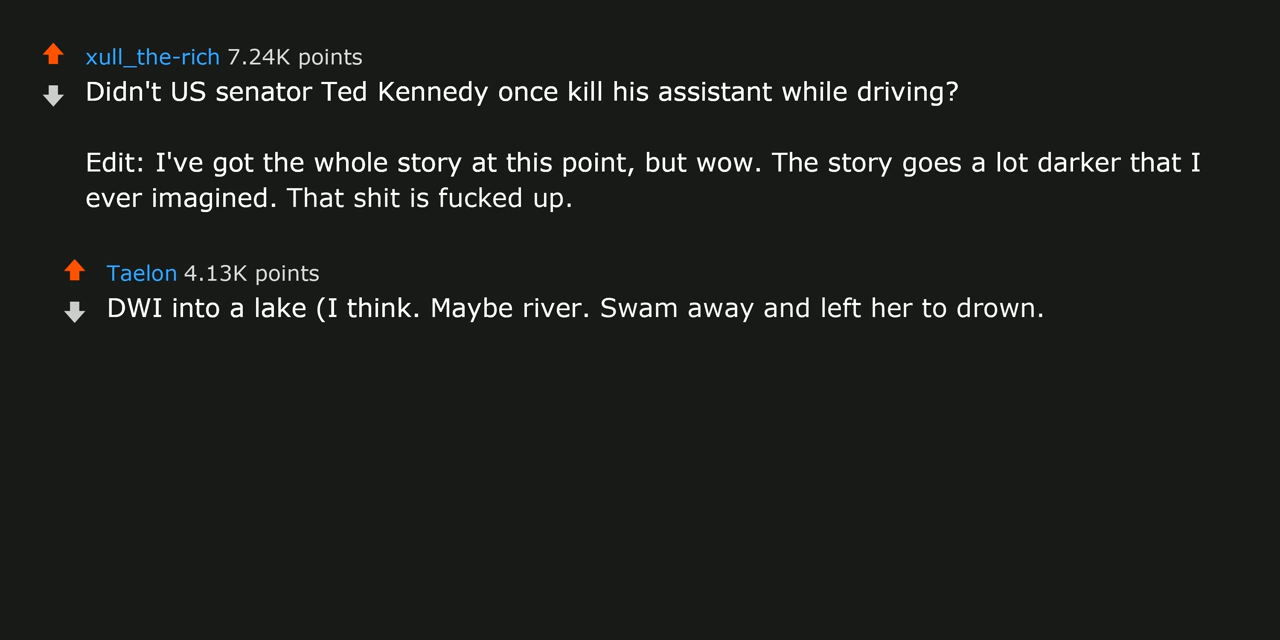 xull_the-rich 7.24K points
Didn't US senator Ted Kennedy once kill his assistant while driving?
Edit: I've got the whole story at this point, but wow. The story goes a lot darker that I
ever imagined. That shit is fucked up.
Taelon 4.13K points
DWI into a lake (I think. Maybe river. Swam away and left her to drown.